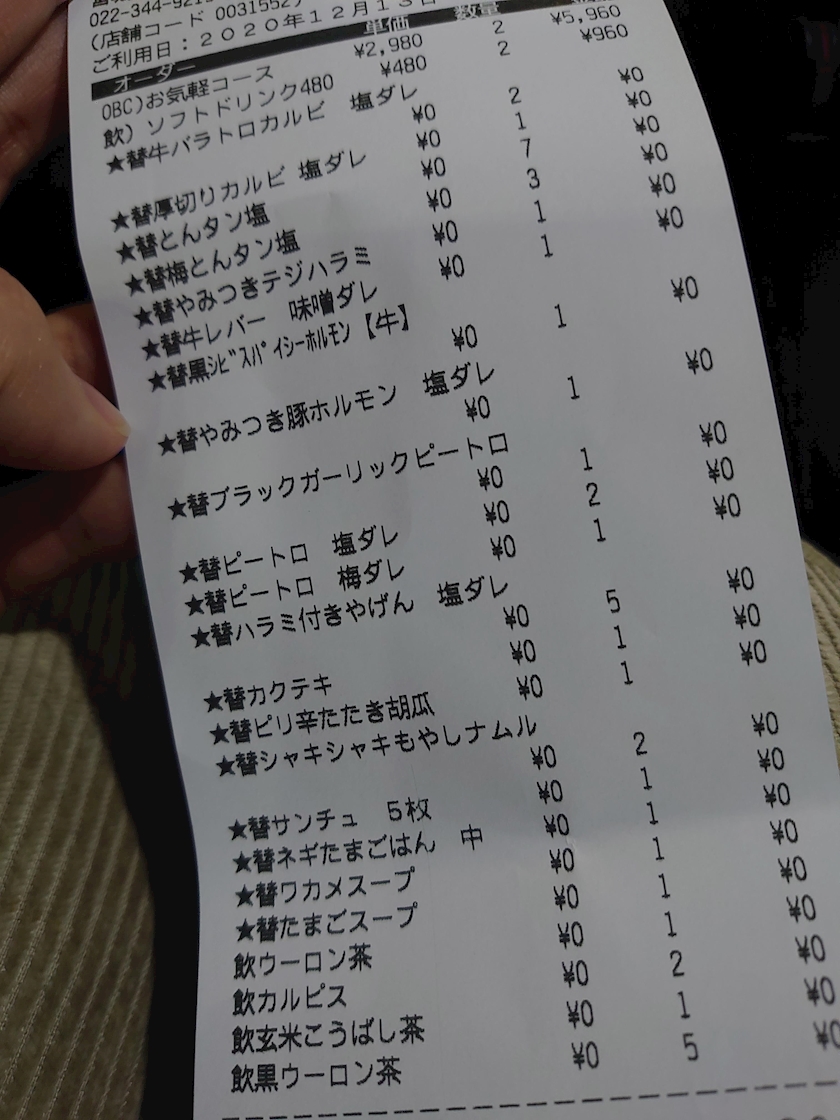 022-344-921
(店舗コード 0031552)
ご利用日:2020年12月13日
オーダー 単価 数量
OBC)お気軽コース ¥2,980 2 ¥5,960
飲) ソフトドリンク480 ¥480 2 ¥960
★替牛バラトロカルビ 塩ダレ
¥0 2 ¥0
★替厚切りカルビ 塩ダレ ¥0 1 ¥0
★替とんタン塩 ¥0 7 ¥0
★替梅とんタン塩 ¥0 3 ¥0
★替やみつきテジハラミ ¥0 1 ¥0
★替牛レバー 味噌ダレ ¥0 1 ¥0
★替黒ｼﾋﾞｽﾊﾟｲｼｰﾎﾙﾓﾝ【牛】
¥0 1 ¥0
★替やみつき豚ホルモン 塩ダレ
¥0 1 ¥0
★替ブラックガーリックピートロ
¥0 1 ¥0
★替ピートロ 塩ダレ ¥0 2 ¥0
★替ピートロ 梅ダレ ¥0 1 ¥0
★替ハラミ付きやげん 塩ダレ
¥0 5 ¥0
★替カクテキ ¥0 1 ¥0
★替ピリ辛たたき胡瓜 ¥0 1 ¥0
★替シャキシャキもやしナムル
¥0 2 ¥0
★替サンチュ 5枚 ¥0 1 ¥0
★替ネギたまごはん 中 ¥0 1 ¥0
★替ワカメスープ ¥0 1 ¥0
★替たまごスープ ¥0 1 ¥0
飲ウーロン茶 ¥0 1 ¥0
飲カルピス ¥0 2 ¥0
飲玄米こうばし茶 ¥0 1 ¥0
飲黒ウーロン茶 ¥0 5 ¥0